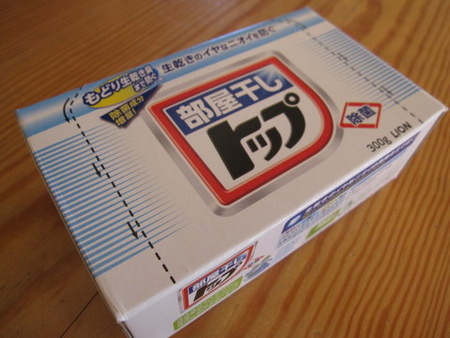 もどり生乾き臭
まで防ぐ
除菌成分
増量!
生乾きのイヤなニオイを防ぐ
部屋干し
トップ
除菌
300g LION
部屋干し
トップ